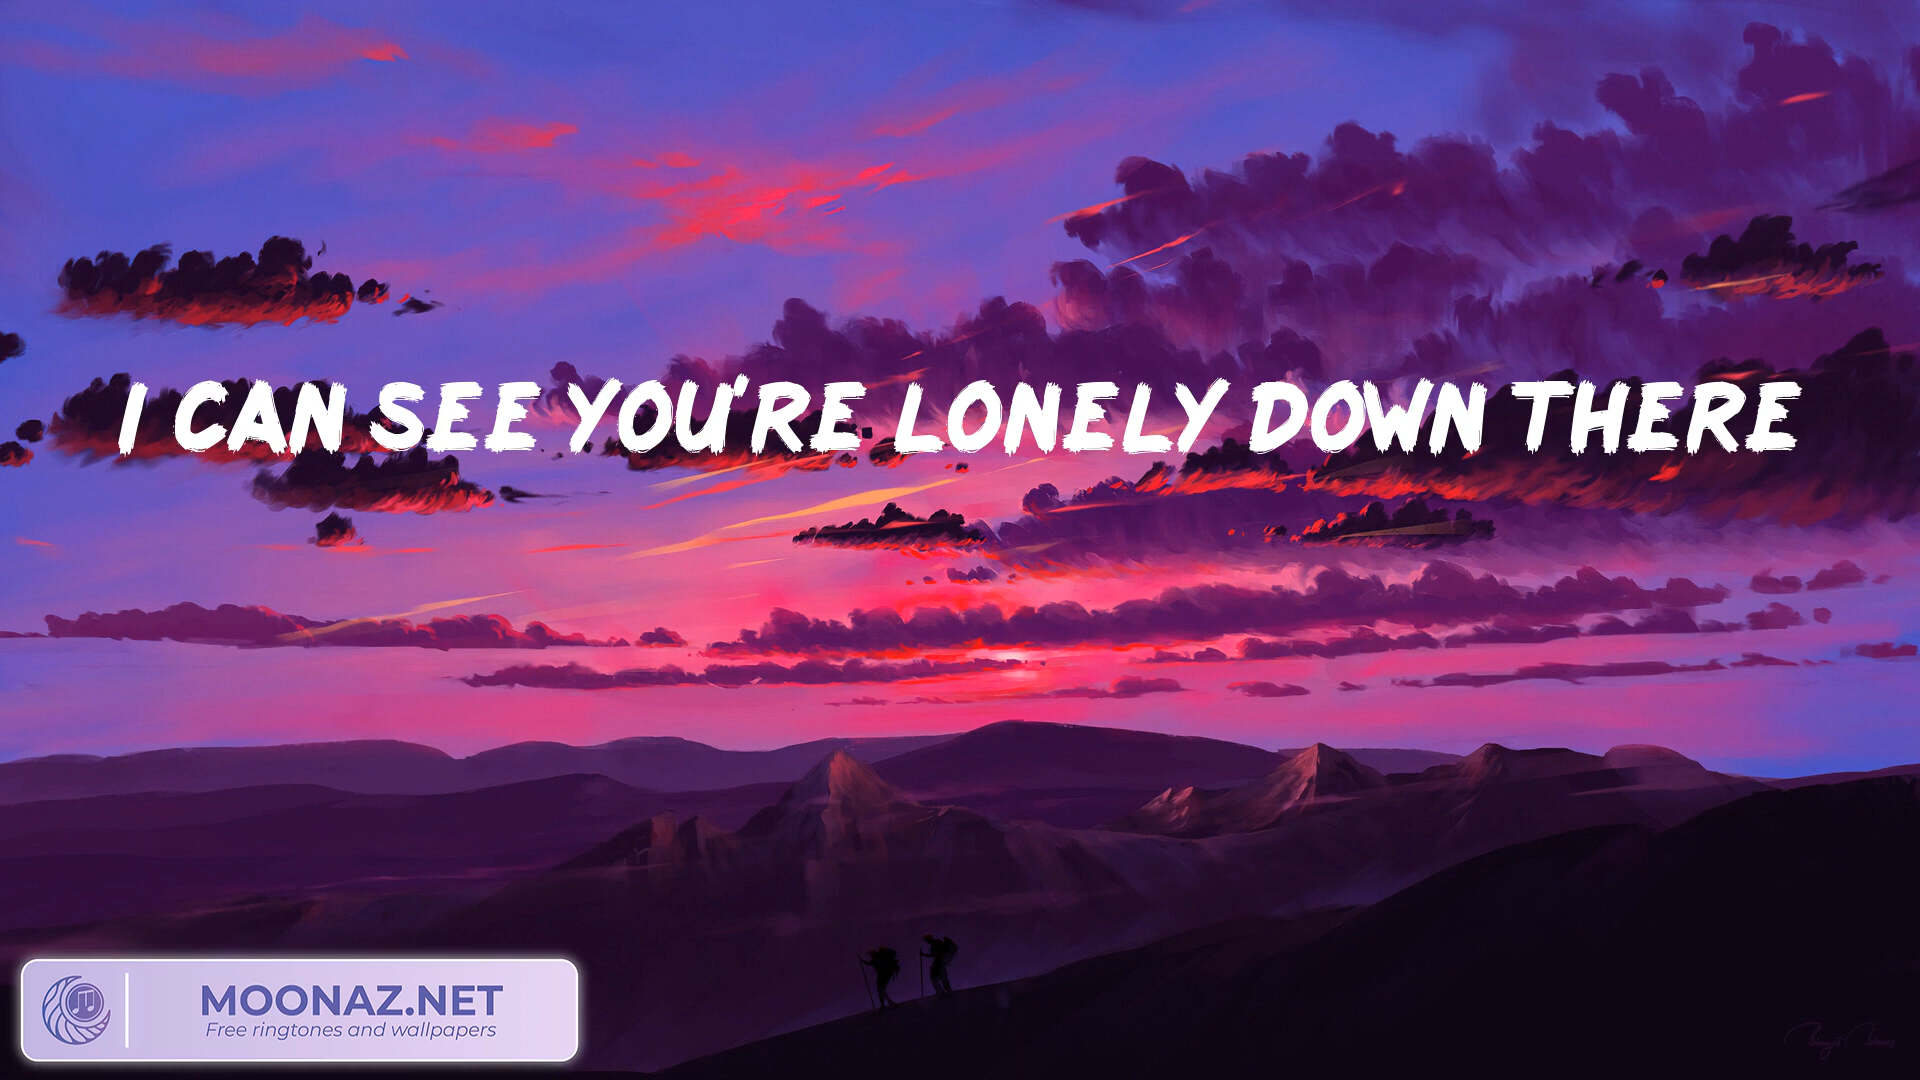 I CAN SEE YOU'RE LONELY DOWN THERE
MOONAZ.NET
Free ringtones and wallpapers